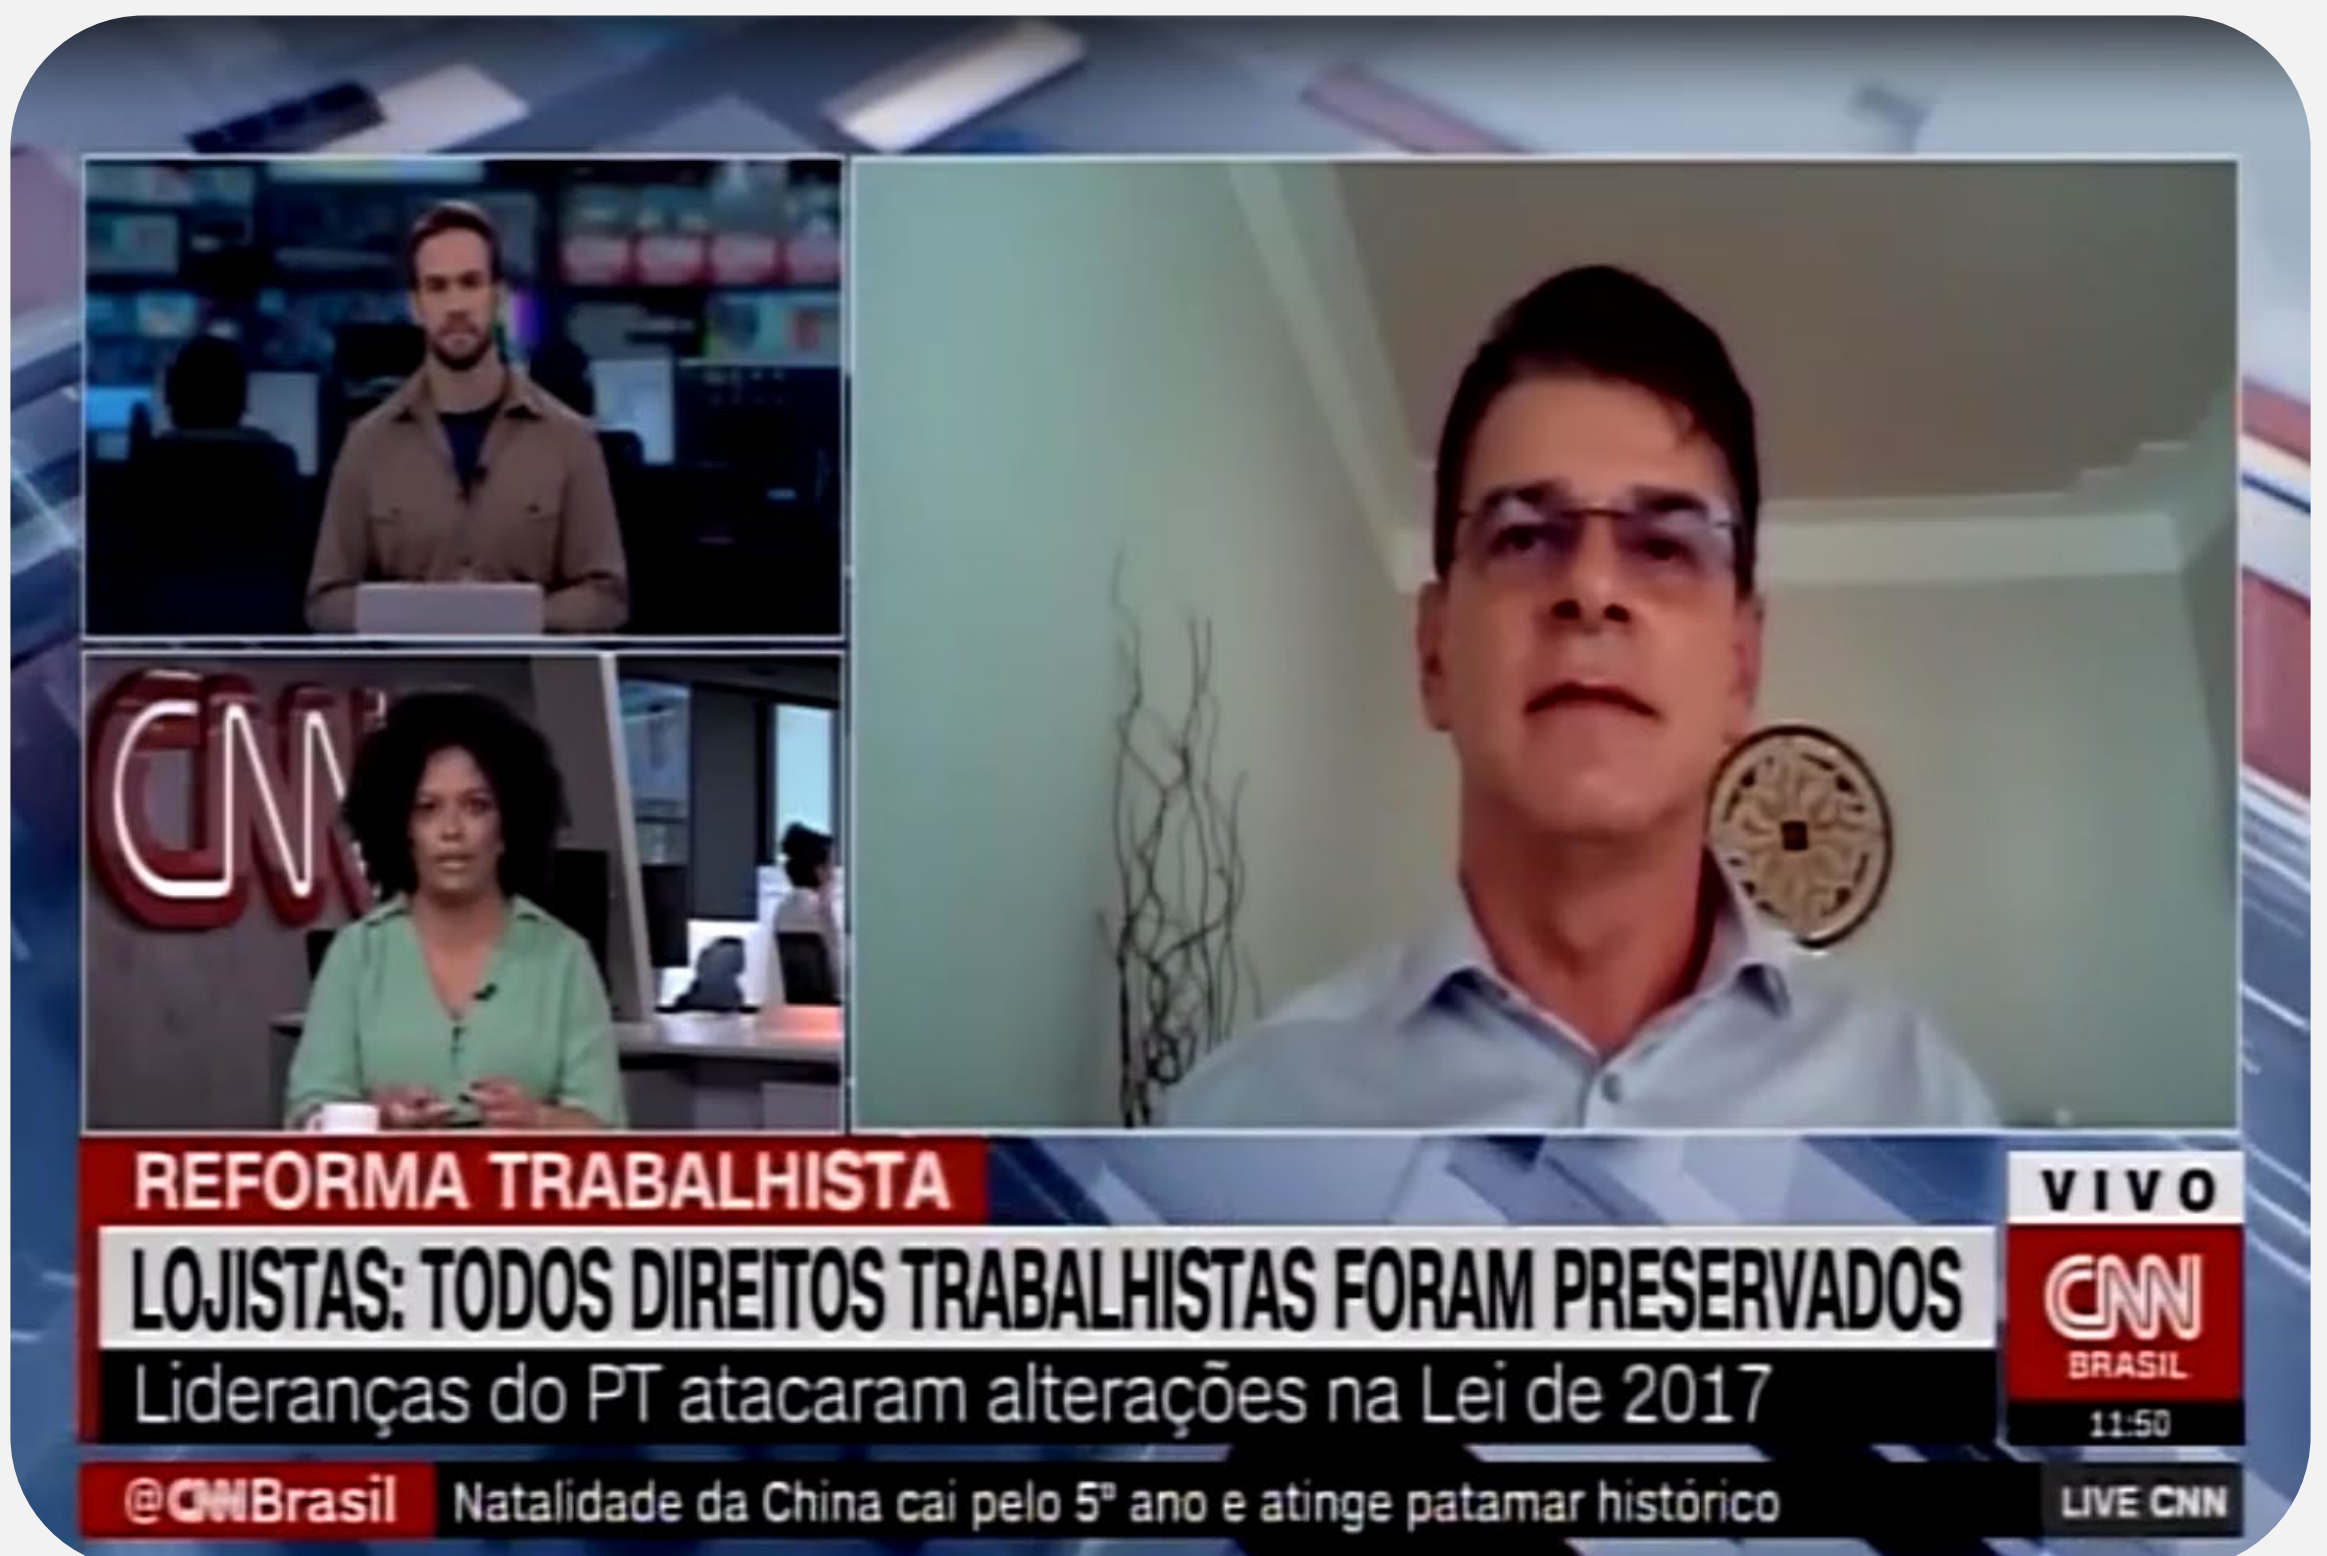 CNN
REFORMA TRABALHISTA
LOJISTAS: TODOS DIREITOS TRABALHISTAS FORAM PRESERVADOS
Lideranças do PT atacaram alterações na Lei de 2017
VIVO
CNN
BRASIL
11:50
@CNNBrasil
Natalidade da China cai pelo 5º ano e atinge patamar histórico
LIVE CNN